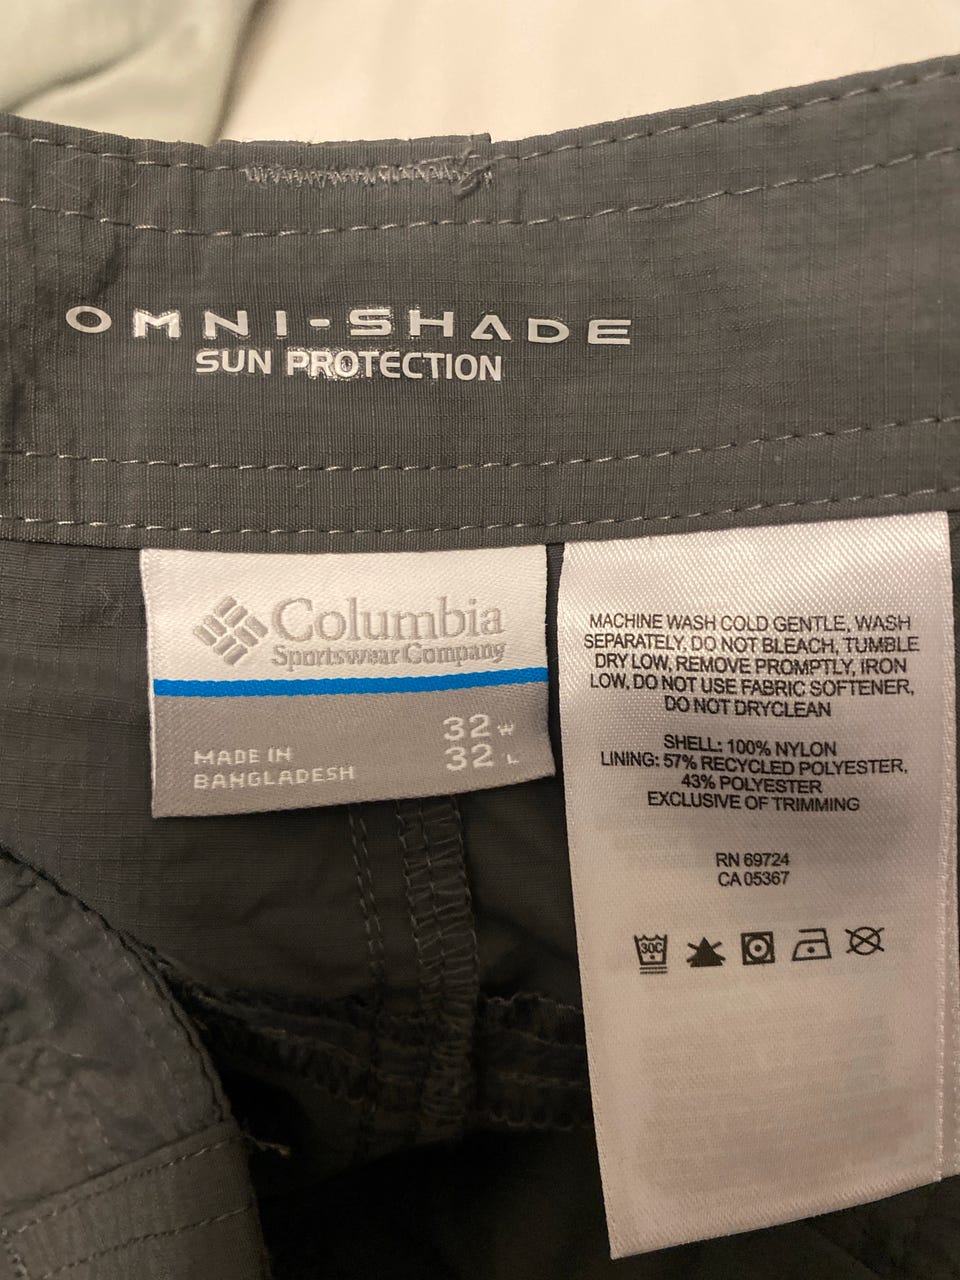 OMNI-SHADE
SUN PROTECTION
Columbia
Sportswear Company
32 W
32 L
MADE IN
BANGLADESH
MACHINE WASH COLD GENTLE, WASH
SEPARATELY, DO NOT BLEACH, TUMBLE
DRY LOW, REMOVE PROMPTLY, IRON
LOW, DO NOT USE FABRIC SOFTENER,
DO NOT DRYCLEAN
SHELL: 100% NYLON
LINING: 57% RECYCLED POLYESTER,
43% POLYESTER
EXCLUSIVE OF TRIMMING
RN 69724
CA 05367
30C